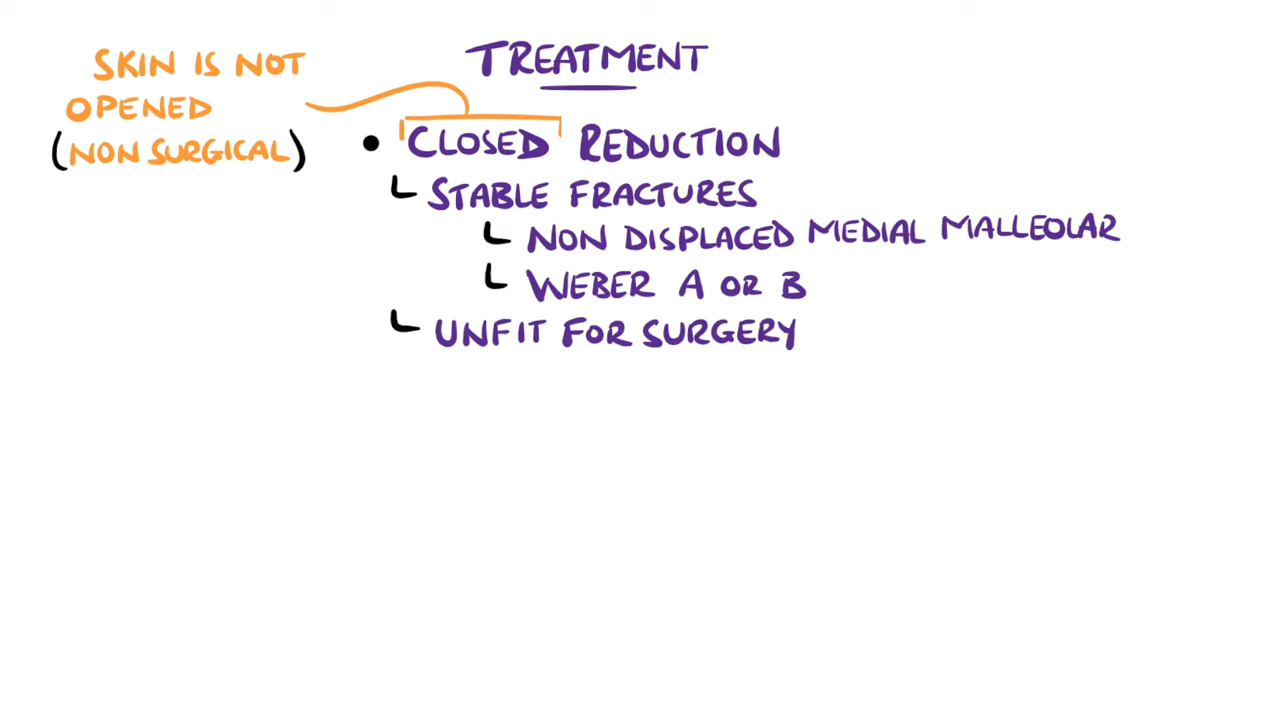 TREATMENT
SKIN IS NOT
OPENED
(NON SURGICAL)
• CLOSED REDUCTION
STABLE FRACTURES
NON DISPLACED MEDIAL MALLEOLAR
WEBER A OR B
UNFIT FOR SURGERY